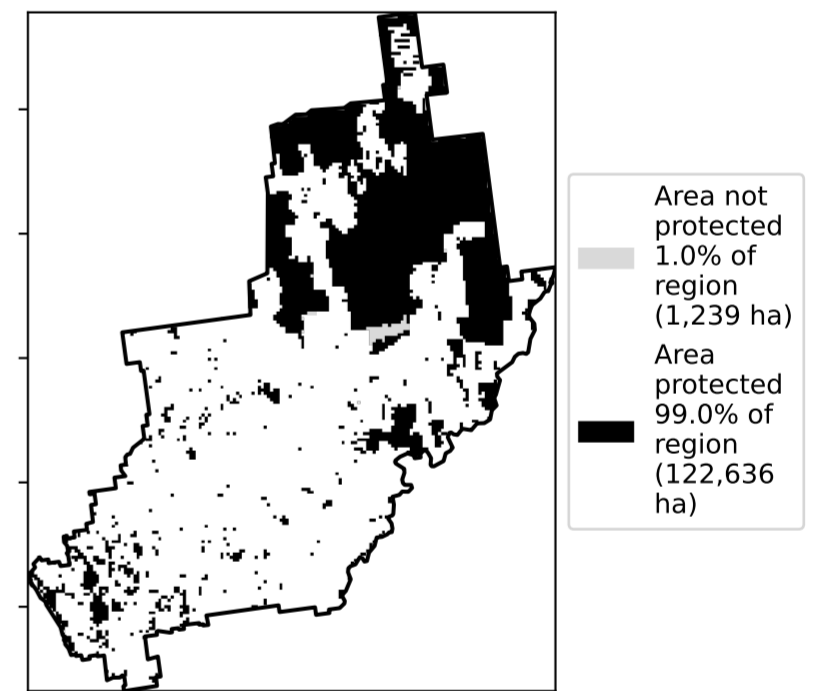 Area not
protected
1.0% of
region
(1,239 ha)
Area
protected
99.0% of
region
(122,636
ha)